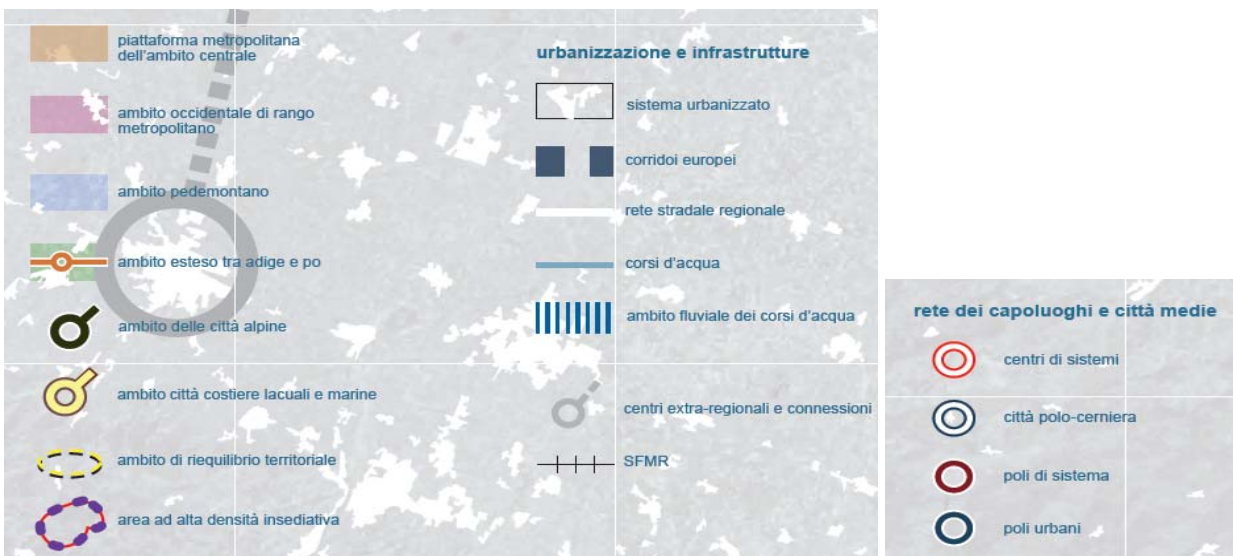 piattaforma metropolitana
dell'ambito centrale
ambito occidentale di rango
metropolitano
ambito pedemontano
ambito esteso tra adige e po
ambito delle città alpine
ambito città costiere lacuali e marine
ambito di riequilibrio territoriale
area ad alta densità insediativa
urbanizzazione e infrastrutture
sistema urbanizzato
corridoi europei
rete stradale regionale
corsi d'acqua
ambito fluviale dei corsi d'acqua
centri extra-regionali e connessioni
SFMR
rete dei capoluoghi e città medie
centri di sistemi
città polo-cerniera
poli di sistema
poli urbani